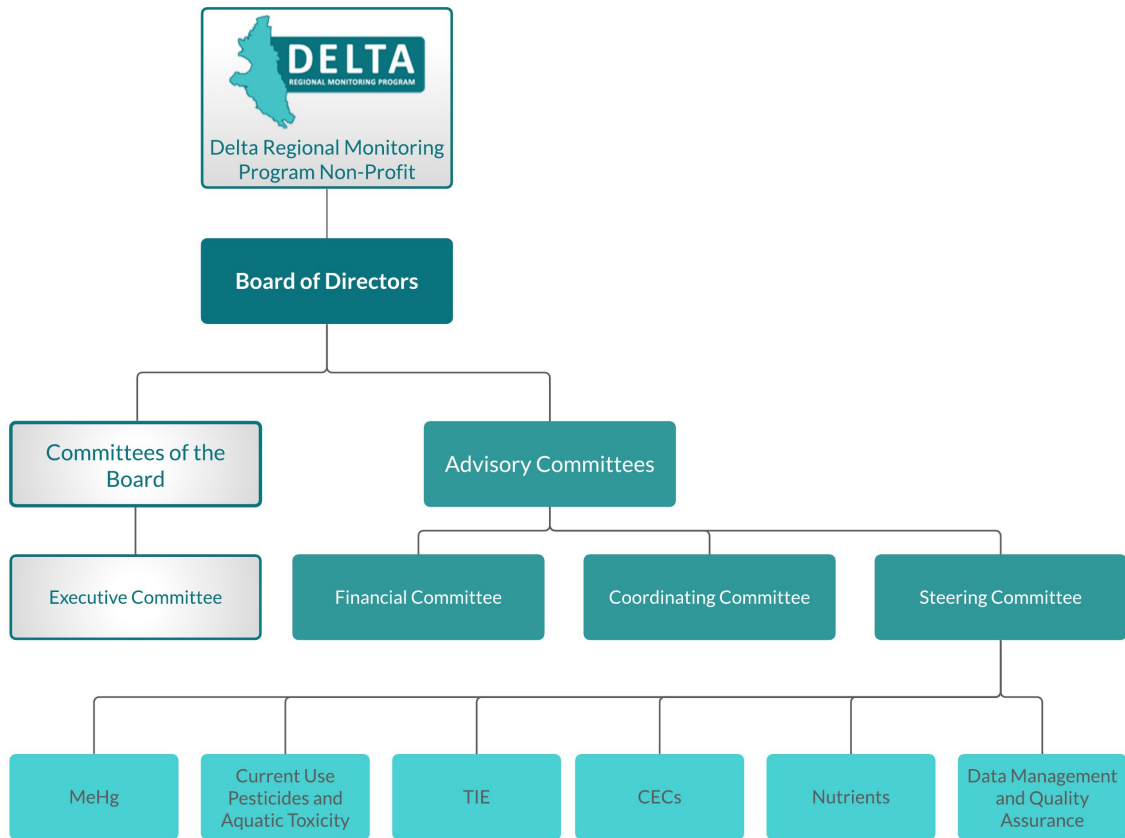 DELTA
REGIONAL MONITORING PROGRAM
Delta Regional Monitoring
Program Non-Profit
Board of Directors
Committees of the
Board
Advisory Committees
Executive Committee
Financial Committee
Coordinating Committee
Steering Committee
MeHg
Current Use
Pesticides and
Aquatic Toxicity
TIE
CECs
Nutrients
Data Management
and Quality
Assurance